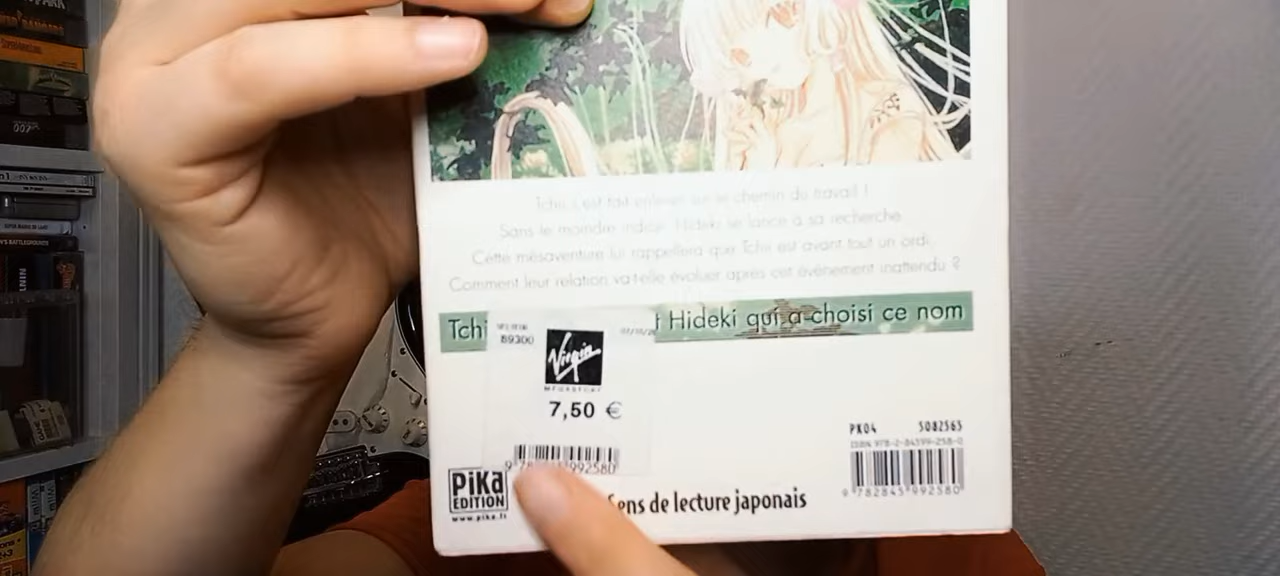 007
Tchii s'est fait enlever sur le chemin du travail !
Sans le moindre indice, Hideki se lance à sa recherche.
Cette mésaventure lui rappellera que Tchii est avant tout un ordi.
Comment leur relation va-t-elle évoluer après cet événement inattendu ?
Tchi
t Hideki qui a choisi ce nom
89300
Virgin
MEGASTORE
7,50 €
992580
PK04 5082565
ISBN 978-2-84599-258-0
9 782845 992580
PiKa
EDITION
www.pika.fr
Sens de lecture japonais